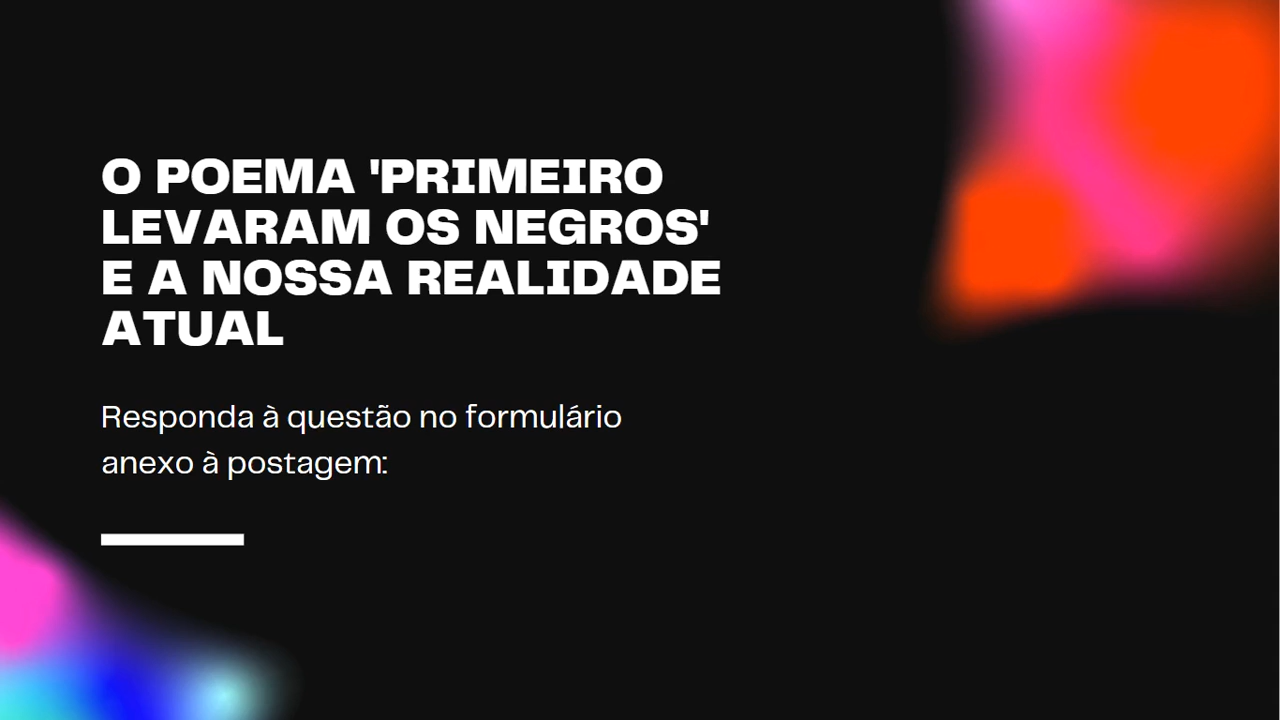 O POEMA 'PRIMEIRO
LEVARAM OS NEGROS'
E A NOSSA REALIDADE
ATUAL
Responda à questão no formulário
anexo à postagem: